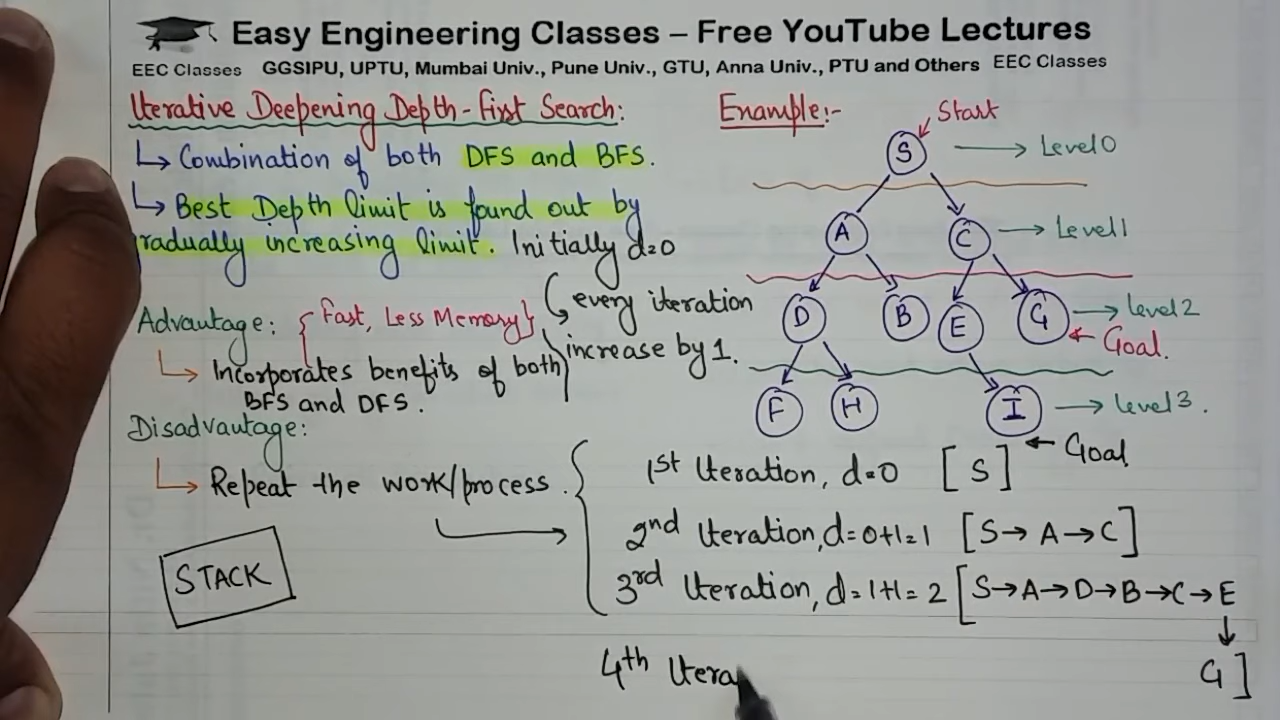 Easy Engineering Classes – Free YouTube Lectures
EEC Classes GGSIPU, UPTU, Mumbai Univ., Pune Univ., GTU, Anna Univ., PTU and Others EEC Classes
Iterative Deepening Depth-First Search:
↳ Combination of both DFS and BFS.
↳ Best Depth limit is found out by
gradually increasing limit. Initially d=0
every iteration
increase by 1.
Advantage: { Fast, Less Memory }
↳ Incorporates benefits of both
BFS and DFS.
Disadvantage:
↳ Repeat the work/process.
STACK
Example:-
Start
S → Level 0
A C → Level 1
D B E G → Level 2
Goal.
F H I → Level 3.
← Goal
1st Iteration, d=0 [S]
2nd Iteration, d=0+1=1 [S→A→C]
3rd Iteration, d=1+1=2 [S→A→D→B→C→E
↓
G]
4th Itera